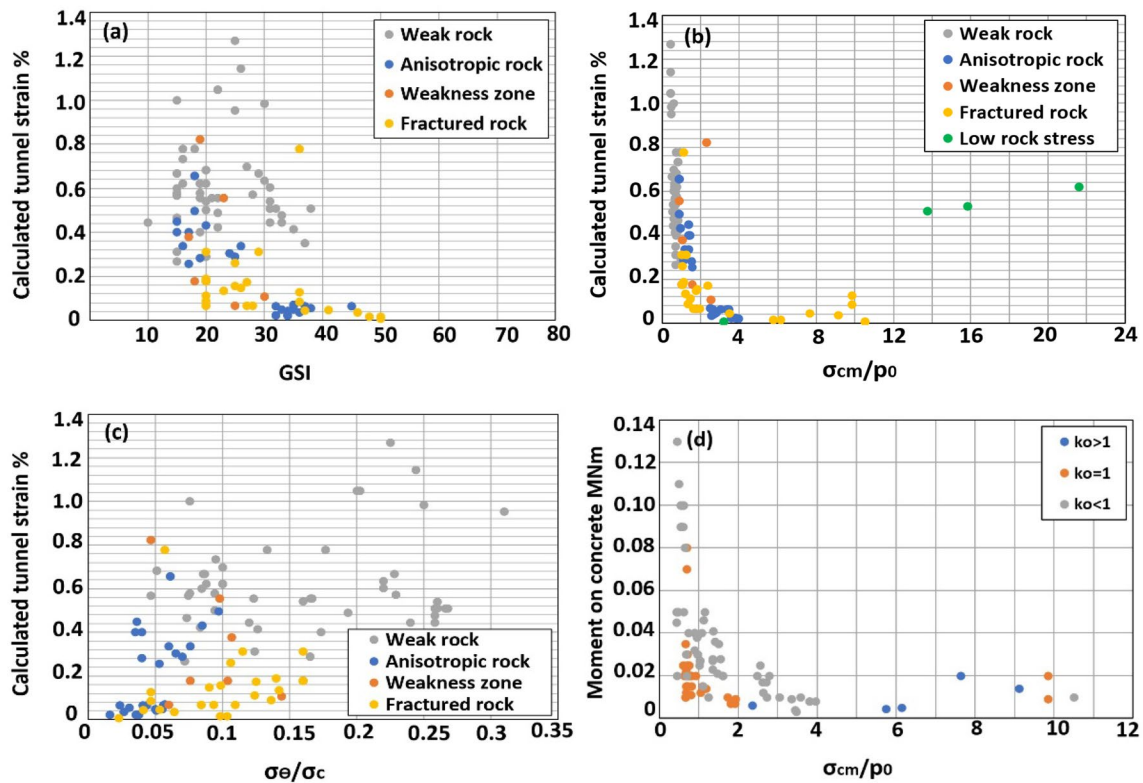 (a)
Calculated tunnel strain %
1.4
1.2
1.0
0.8
0.6
0.4
0.2
0
Weak rock
Anisotropic rock
Weakness zone
Fractured rock
10 20 30 40 50 60 70 80
GSI
(b)
Calculated tunnel strain %
1.4
1.2
1.0
0.8
0.6
0.4
0.2
0
Weak rock
Anisotropic rock
Weakness zone
Fractured rock
Low rock stress
0 4 8 12 16 20 24
σcm/p0
(c)
Calculated tunnel strain %
1.4
1.2
1.0
0.8
0.6
0.4
0.2
0
Weak rock
Anisotropic rock
Weakness zone
Fractured rock
0 0.05 0.1 0.15 0.2 0.25 0.3 0.35
σɵ/σc
(d)
Moment on concrete MNm
0.14
0.12
0.10
0.08
0.06
0.04
0.02
0
ko>1
ko=1
ko<1
0 2 4 6 8 10 12
σcm/p0